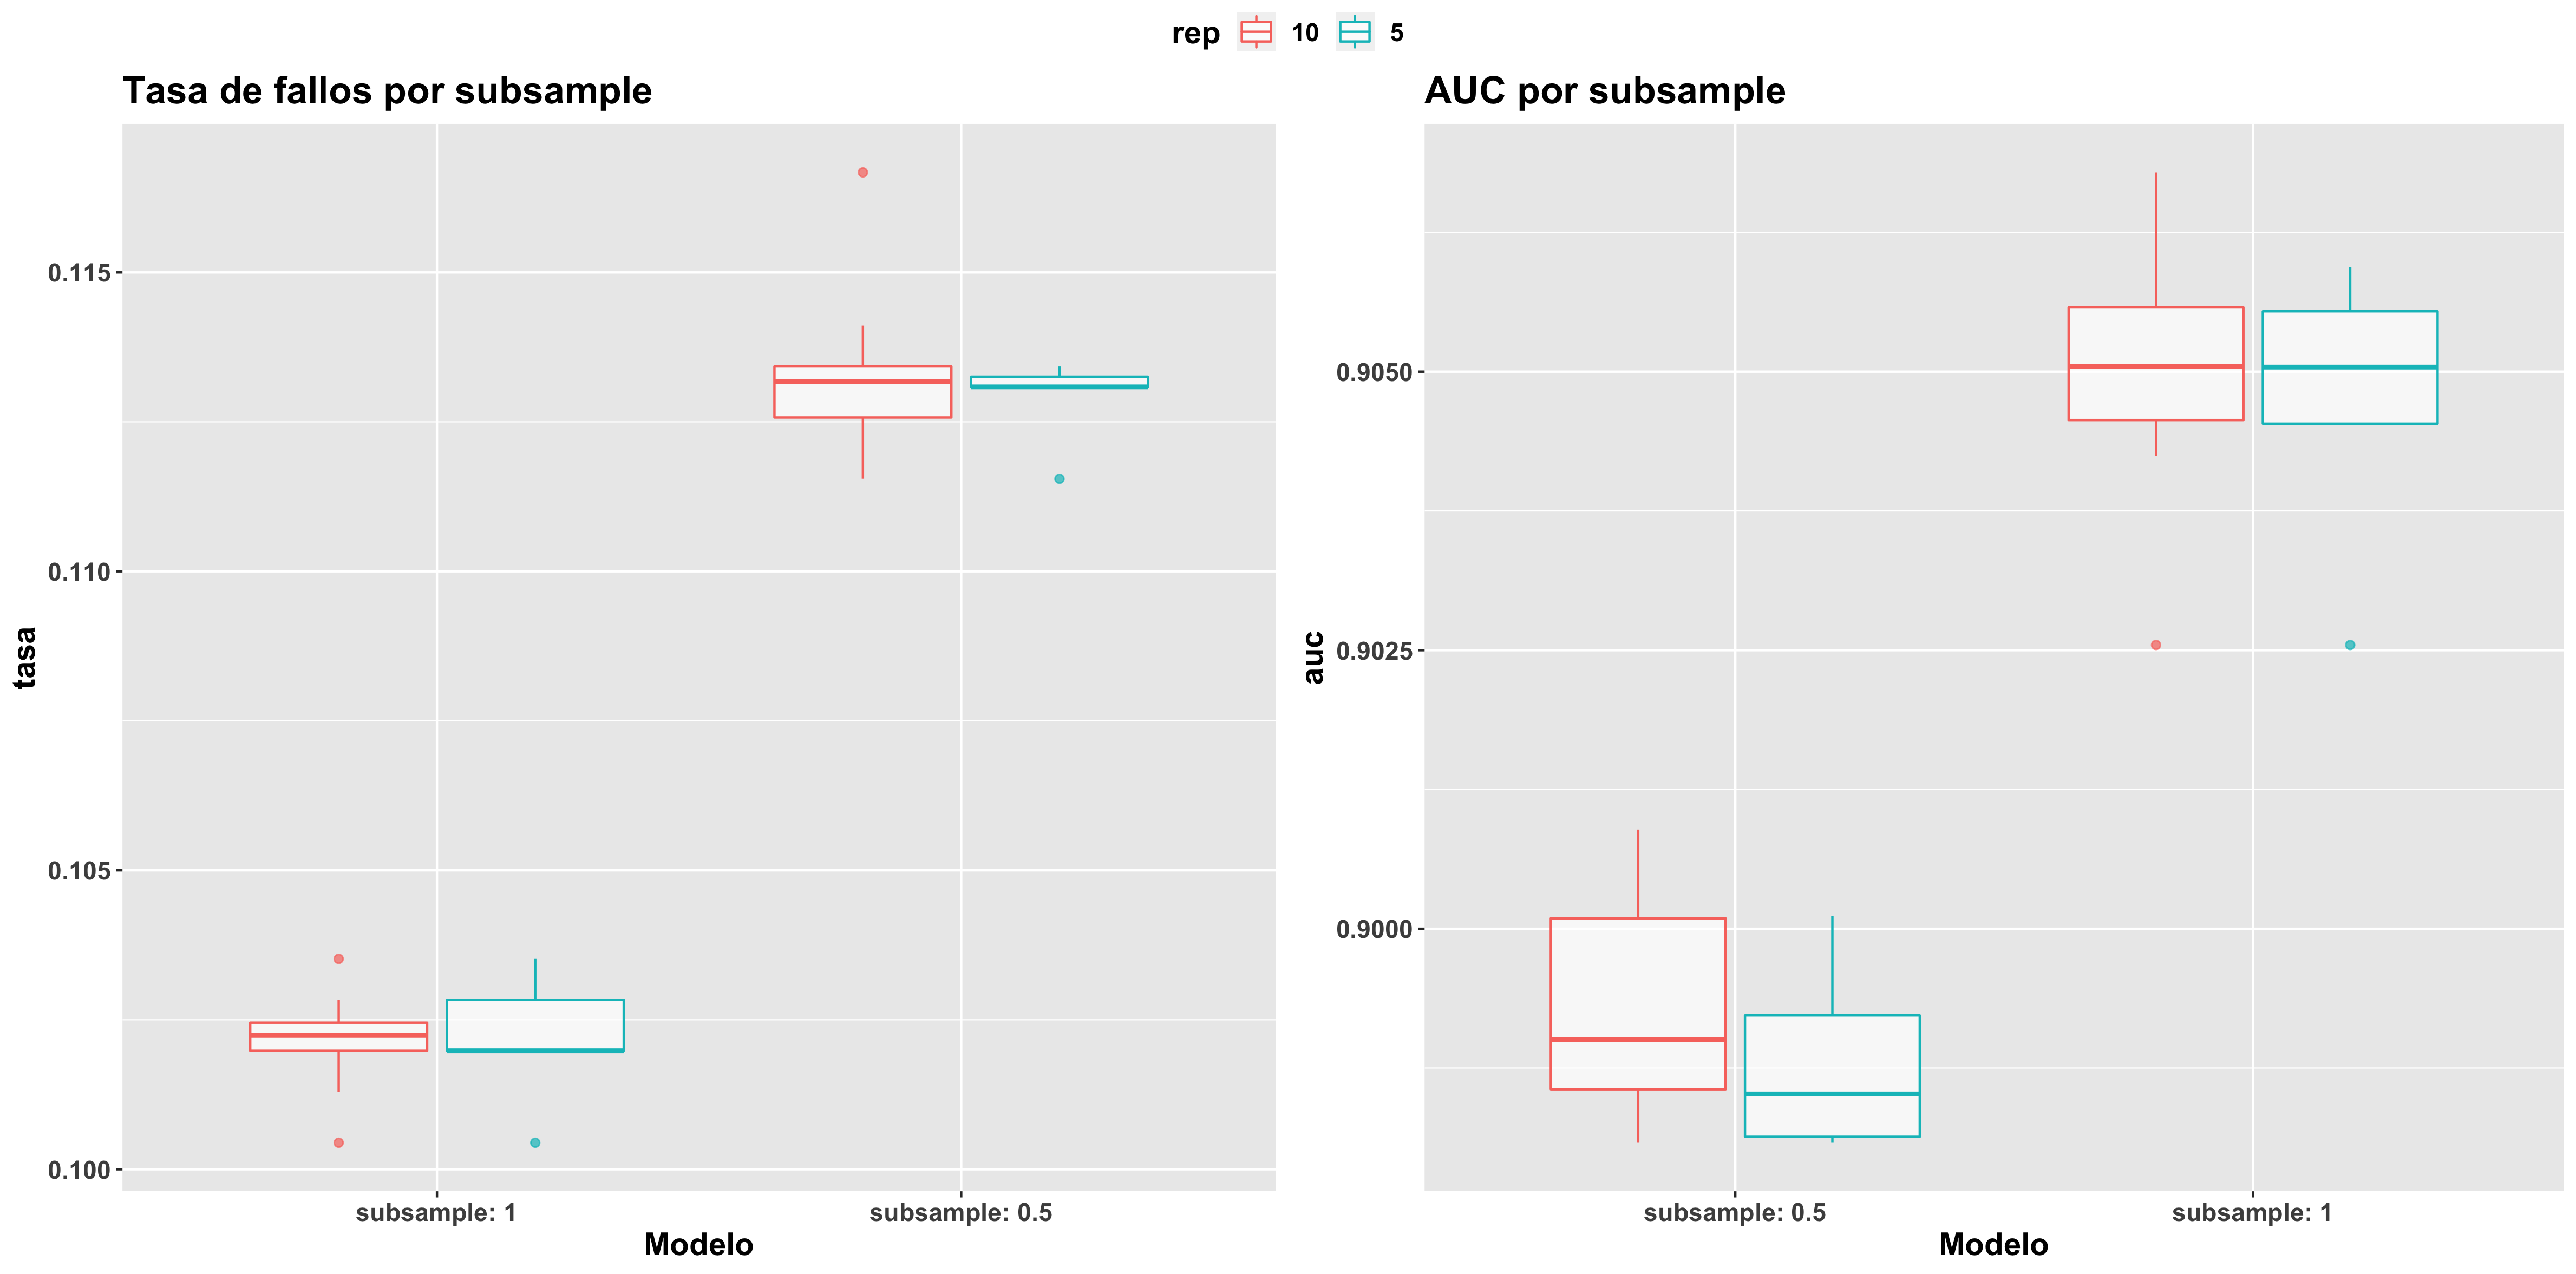 rep 10 5
Tasa de fallos por subsample
tasa
0.115
0.110
0.105
0.100
subsample: 1 subsample: 0.5
Modelo
AUC por subsample
auc
0.9050
0.9025
0.9000
subsample: 0.5 subsample: 1
Modelo